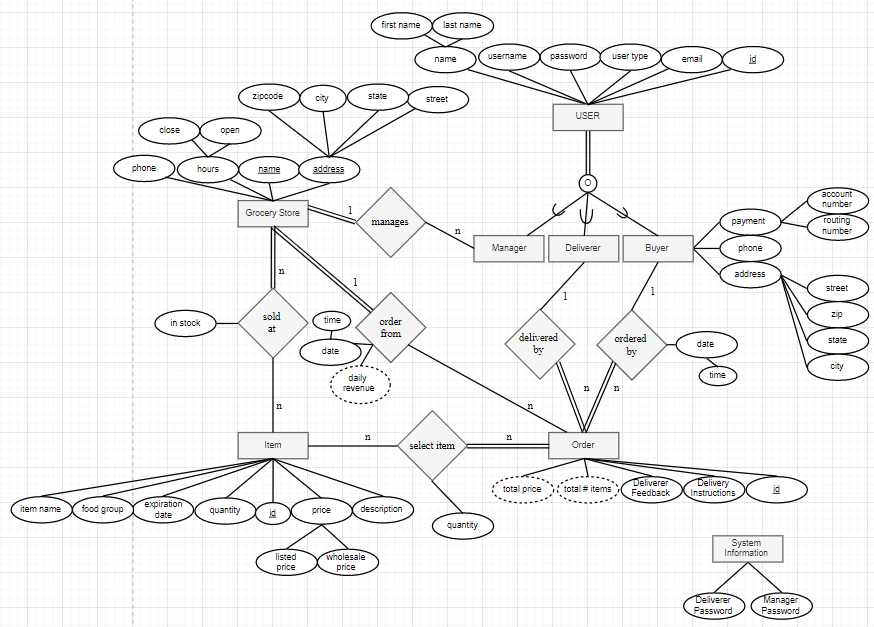 first name
last name
name
username
password
user type
email
id
USER
zipcode
city
state
street
close
open
phone
hours
name
address
Grocery Store
1
manages
n
O
Manager
Deliverer
Buyer
payment
phone
address
account
number
routing
number
street
zip
state
city
n
1
1
1
in stock
sold
at
time
date
daily
revenue
order
from
delivered
by
ordered
by
date
time
n
n
n
n
Item
n
select item
n
Order
item name
food group
expiration
date
quantity
id
price
description
listed
price
wholesale
price
quantity
total price
total # items
Deliverer
Feedback
Delivery
Instructions
id
System
Information
Deliverer
Password
Manager
Password